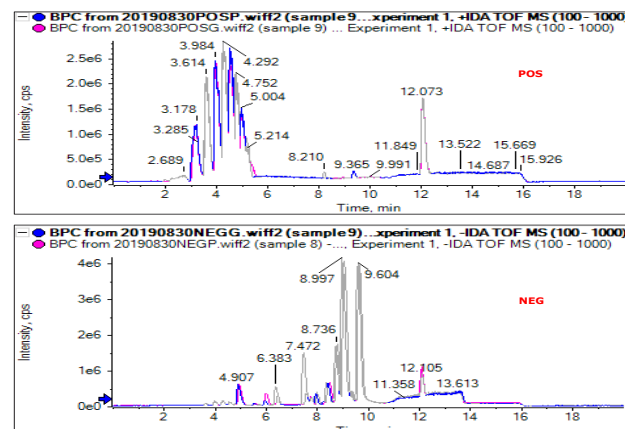 BPC from 20190830POSP.wiff2 (sample 9...xperiment 1, +IDA TOF MS (100 - 1000)
BPC from 20190830POSG.wiff2 (sample 9) ... Experiment 1, +IDA TOF MS (100 - 1000)
3.984
4.292
3.614
2.5e6
4.752
POS
2.0e6
5.004
12.073
3.178
1.5e6
3.285
5.214
1.0e6
11.849
13.522
15.669
2.689
8.210
5.0e5
9.365
9.991
14.687
15.926
0.0e0
Intensity, cps
2 4 6 8 10 12 14 16 18
Time, min
BPC from 20190830NEGG.wiff2 (sample 9)...xperiment 1, -IDA TOF MS (100 - 1000)
BPC from 20190830NEGP.wiff2 (sample 8) -..., Experiment 1, -IDA TOF MS (100 - 1000)
4e6
8.997
9.604
NEG
8.736
7.472
2e6
6.383
4.907
12.105
11.358
13.613
0e0
Intensity, cps
0 2 4 6 8 10 12 14 16 18